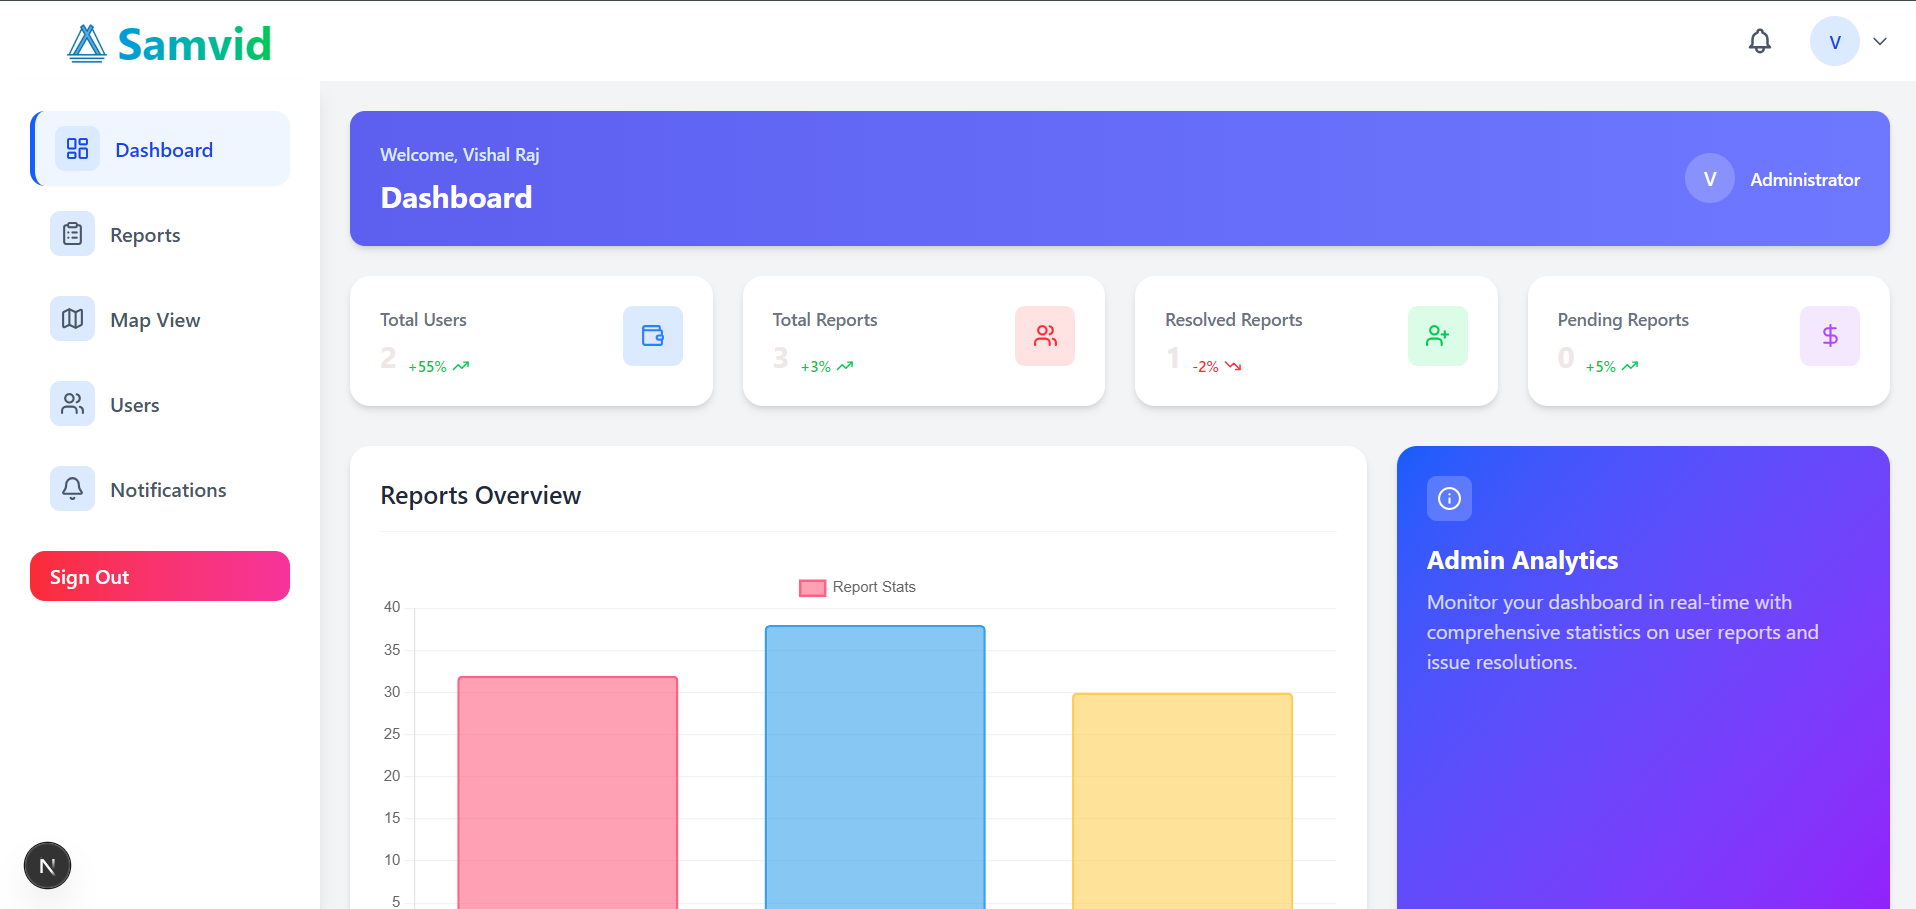 Samvid
V
Dashboard
Reports
Map View
Users
Notifications
Sign Out
N
Welcome, Vishal Raj
Dashboard
V
Administrator
Total Users
2 +55%
Total Reports
3 +3%
Resolved Reports
1 -2%
Pending Reports
$
0 +5%
Reports Overview
Report Stats
40
35
30
25
20
15
10
5
Admin Analytics
Monitor your dashboard in real-time with
comprehensive statistics on user reports and
issue resolutions.